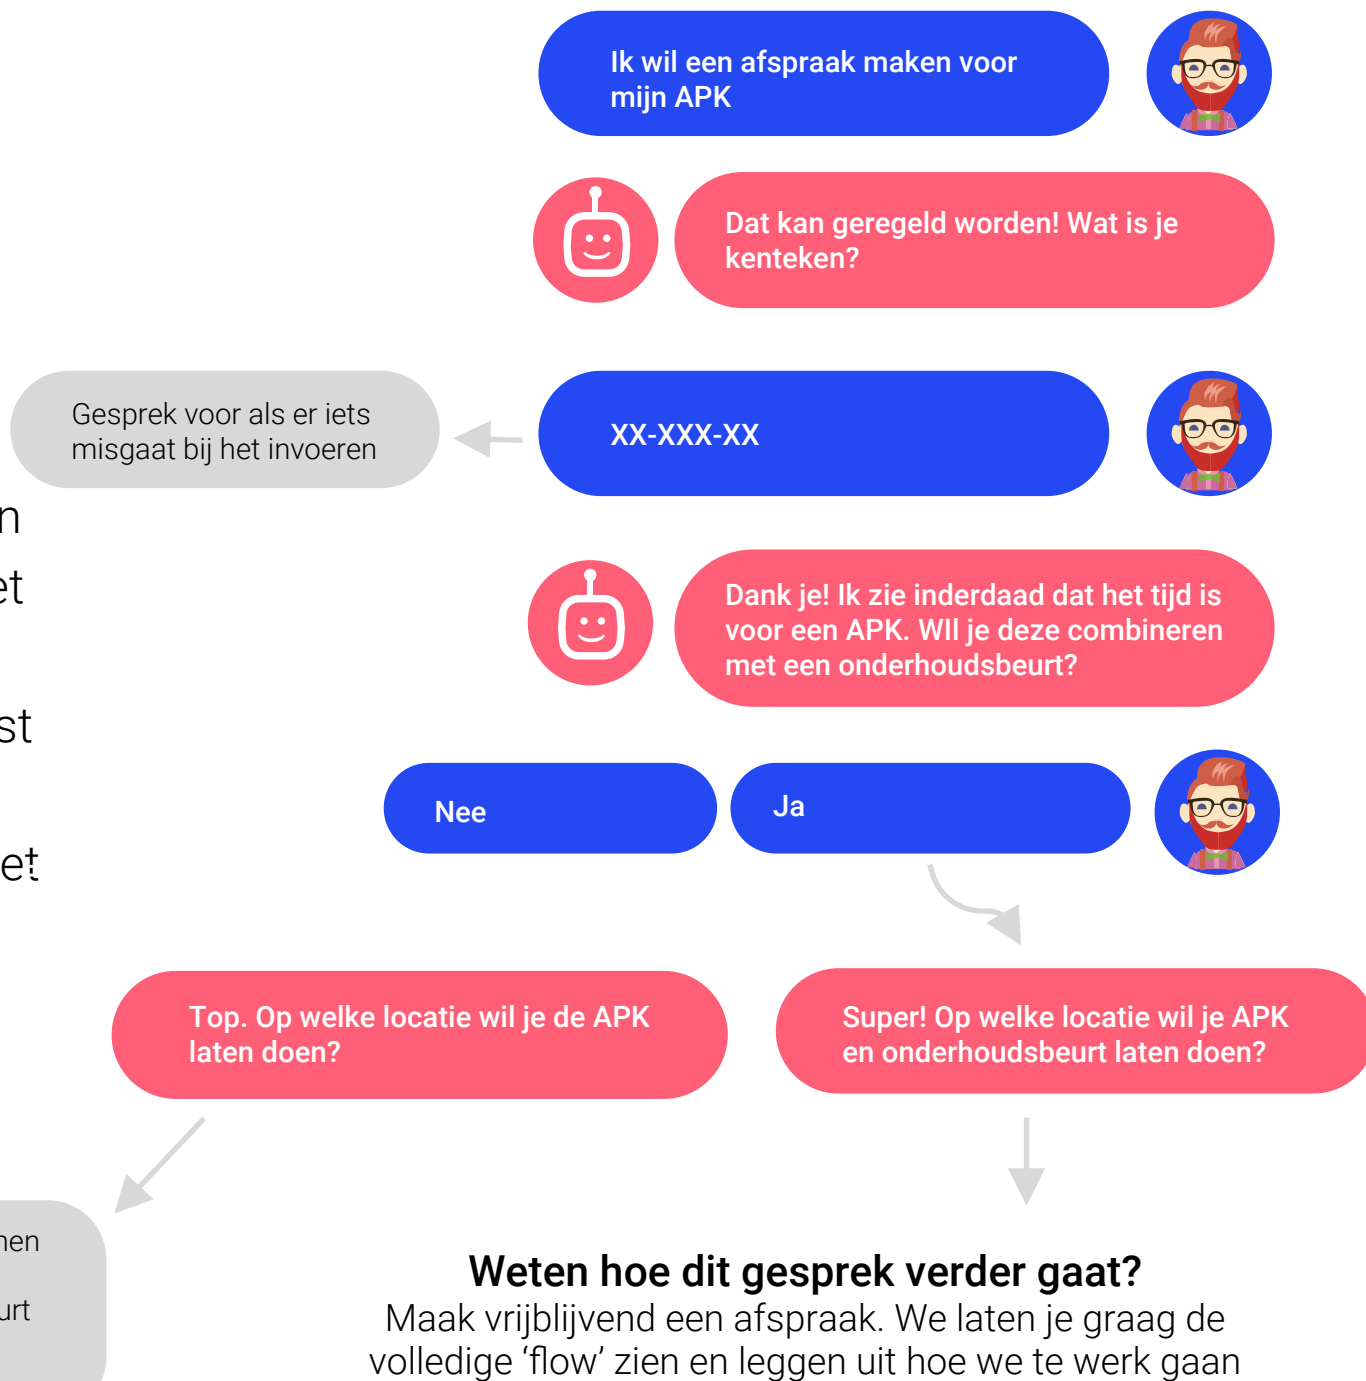 Ik wil een afspraak maken voor
mijn APK
Dat kan geregeld worden! Wat is je
kenteken?
Gesprek voor als er iets
misgaat bij het invoeren
XX-XXX-XX
Dank je! Ik zie inderdaad dat het tijd is
voor een APK. WIl je deze combineren
met een onderhoudsbeurt?
Nee
Ja
Top. Op welke locatie wil je de APK
laten doen?
Super! Op welke locatie wil je APK
en onderhoudsbeurt laten doen?
Weten hoe dit gesprek verder gaat?
Maak vrijblijvend een afspraak. We laten je graag de
volledige ‘flow’ zien en leggen uit hoe we te werk gaan